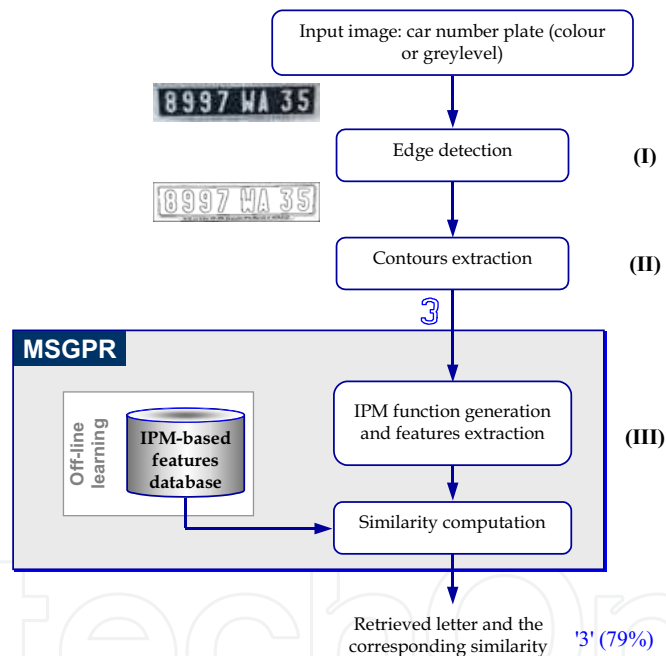 Input image: car number plate (colour
or greylevel)
8997 WA 35
Edge detection
(I)
8997 WA 35
Contours extraction
(II)
3
MSGPR
IPM function generation
and features extraction
(III)
Off-line
learning
IPM-based
features
database
Similarity computation
Retrieved letter and the
corresponding similarity
'3' (79%)